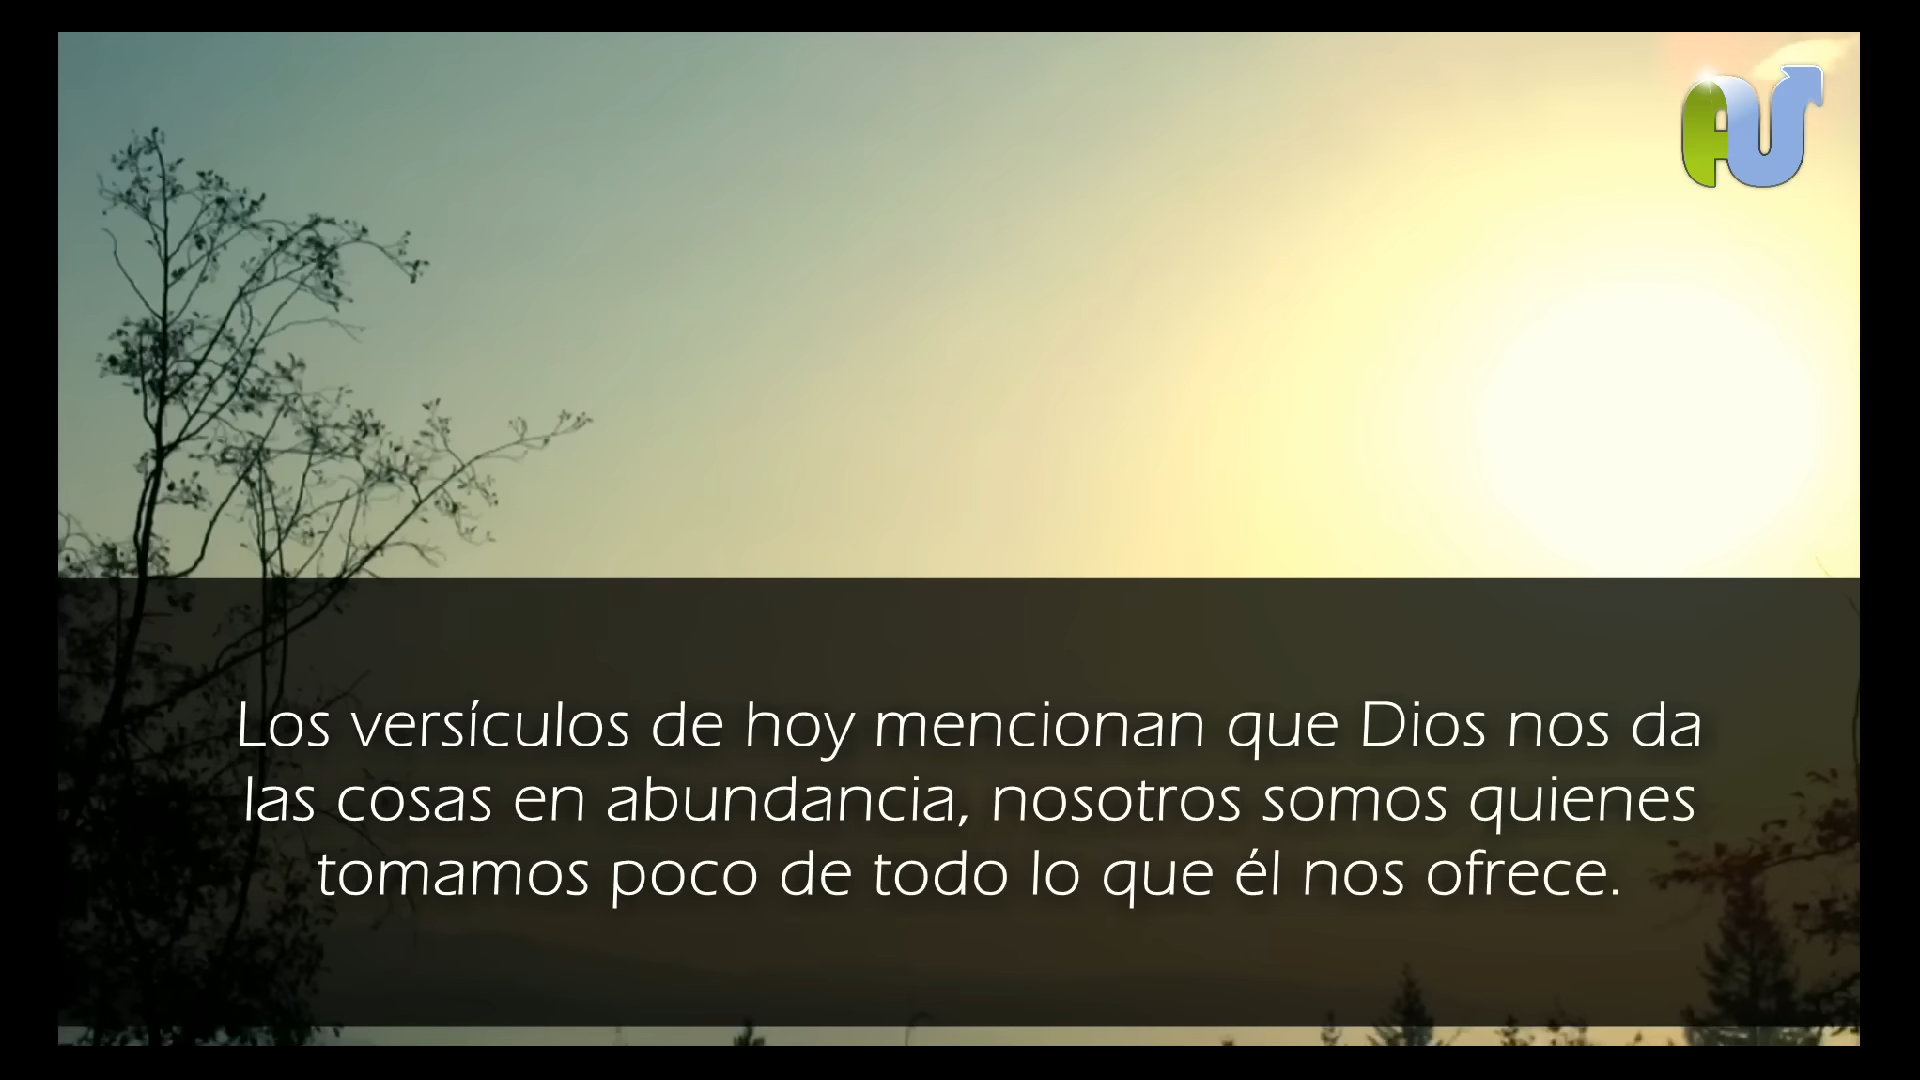 AU
Los versículos de hoy mencionan que Dios nos da
las cosas en abundancia, nosotros somos quienes
tomamos poco de todo lo que él nos ofrece.